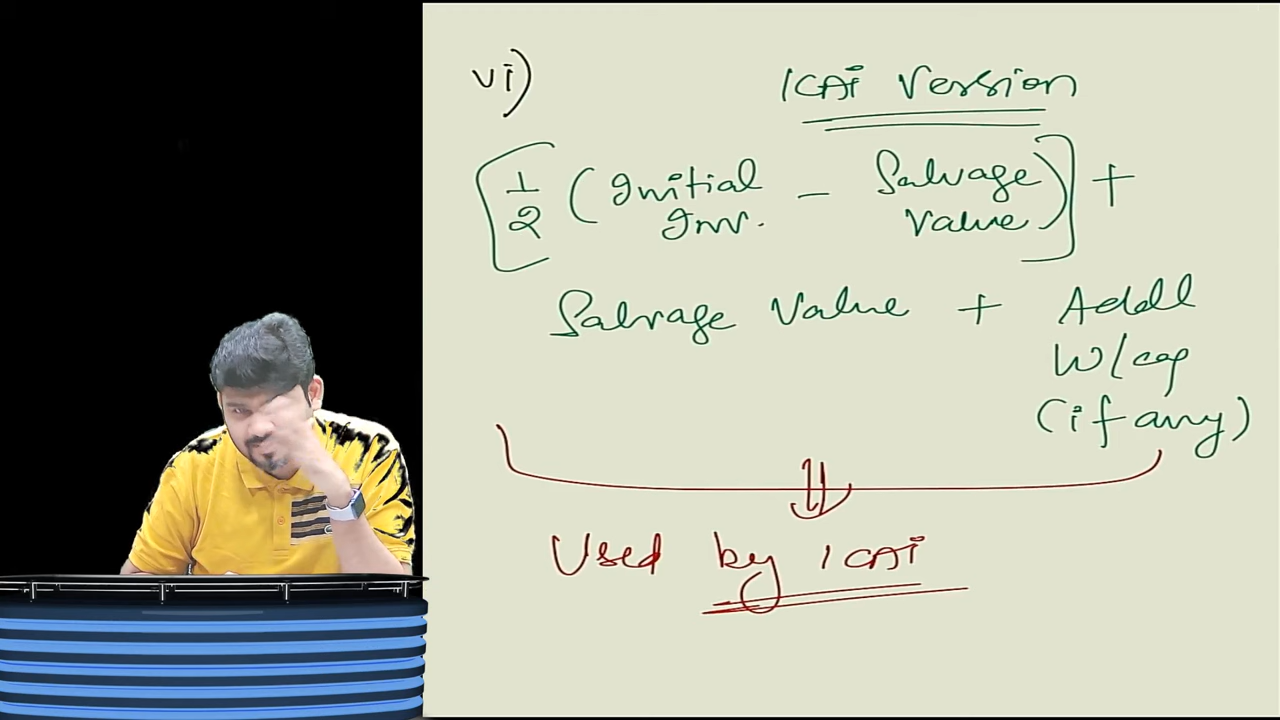 vi)
ICAI Version
[1/2 (Initial Inv. - Salvage Value)] +
Salvage Value + Addl W/cap (if any)
Used by ICAI